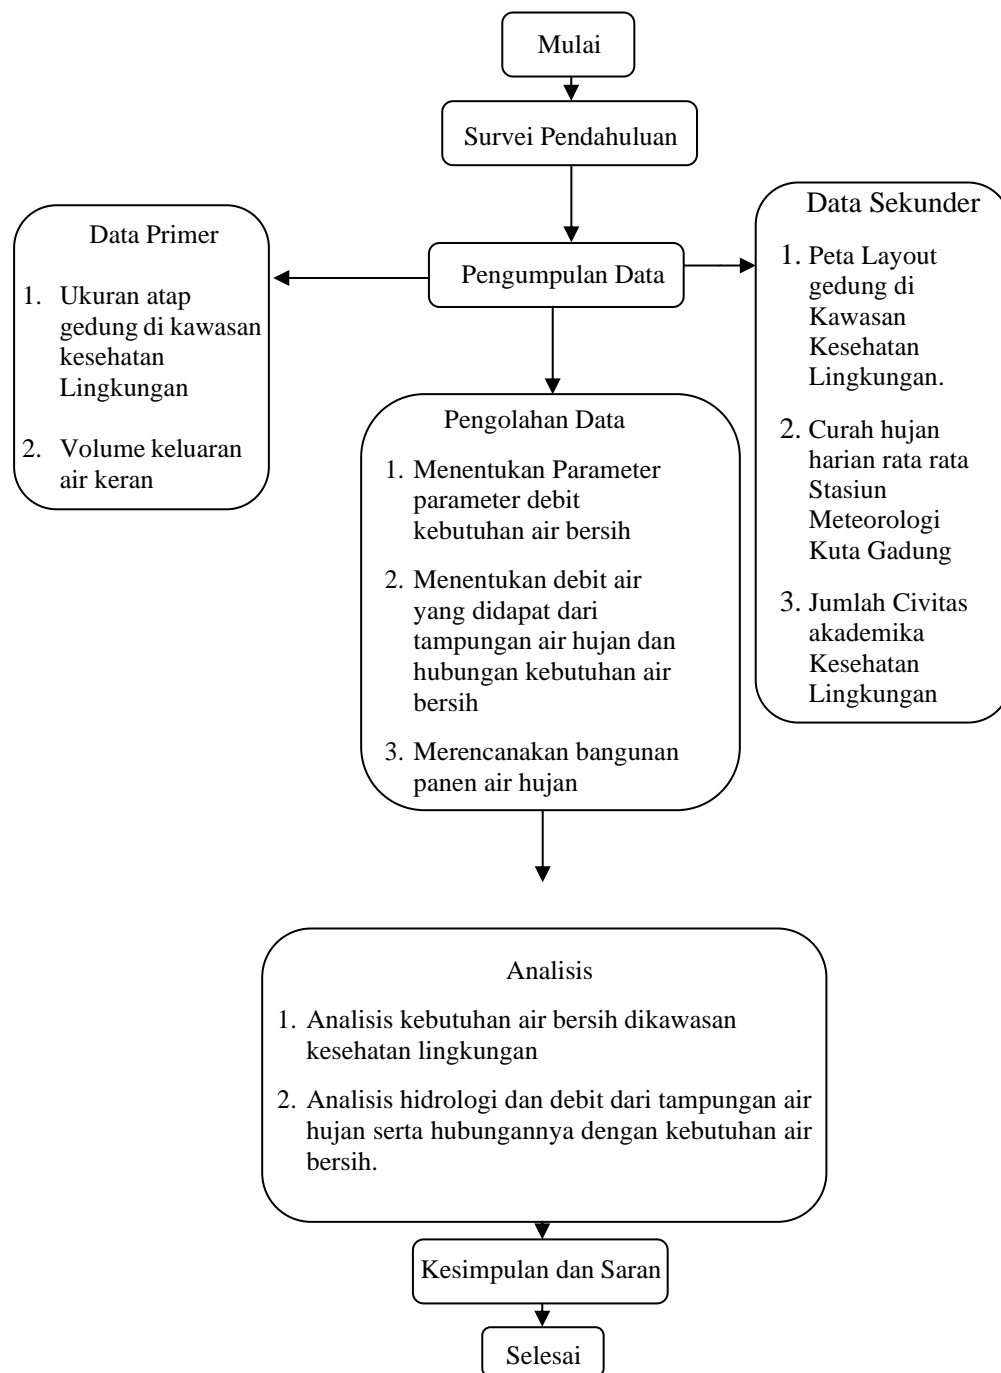 Mulai
Survei Pendahuluan
Pengumpulan Data
Data Primer
1. Ukuran atap
gedung di kawasan
kesehatan
Lingkungan
2. Volume keluaran
air keran
Data Sekunder
1. Peta Layout
gedung di
Kawasan
Kesehatan
Lingkungan.
2. Curah hujan
harian rata rata
Stasiun
Meteorologi
Kuta Gadung
3. Jumlah Civitas
akademika
Kesehatan
Lingkungan
Pengolahan Data
1. Menentukan Parameter
parameter debit
kebutuhan air bersih
2. Menentukan debit air
yang didapat dari
tampungan air hujan dan
hubungan kebutuhan air
bersih
3. Merencanakan bangunan
panen air hujan
Analisis
1. Analisis kebutuhan air bersih dikawasan
kesehatan lingkungan
2. Analisis hidrologi dan debit dari tampungan air
hujan serta hubungannya dengan kebutuhan air
bersih.
Kesimpulan dan Saran
Selesai